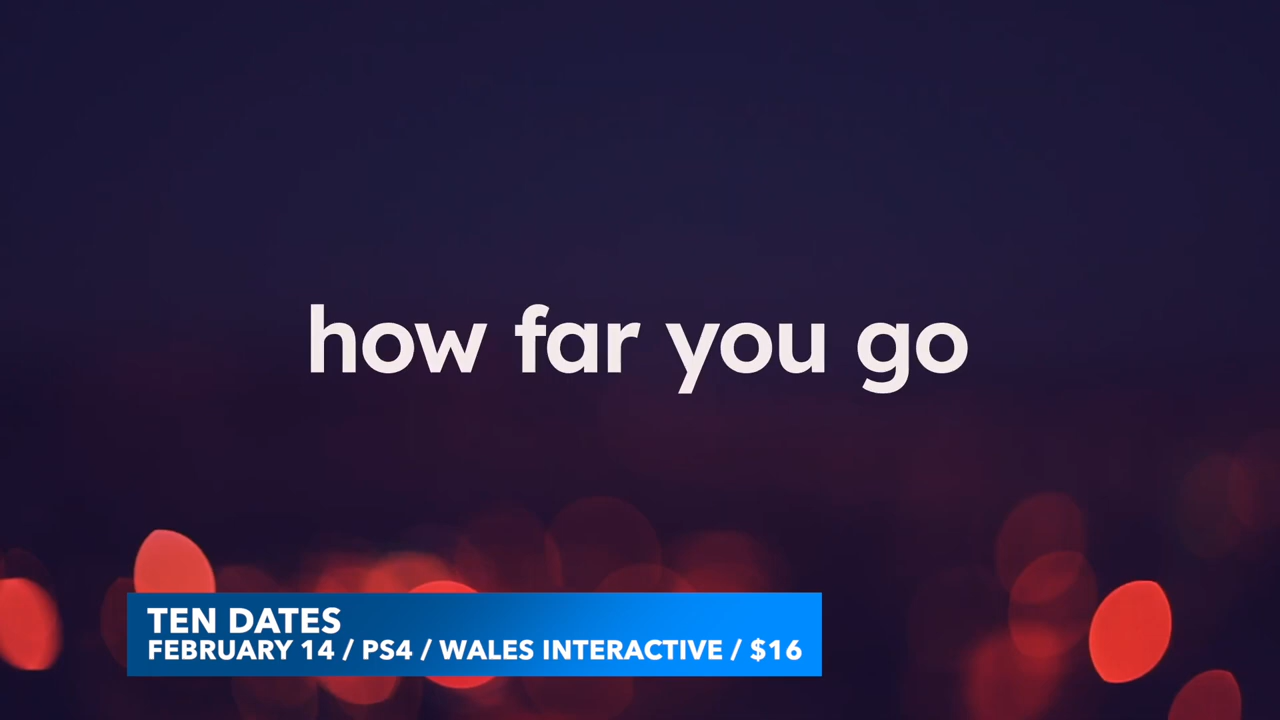 how far you go
TEN DATES
FEBRUARY 14 / PS4 / WALES INTERACTIVE / $16